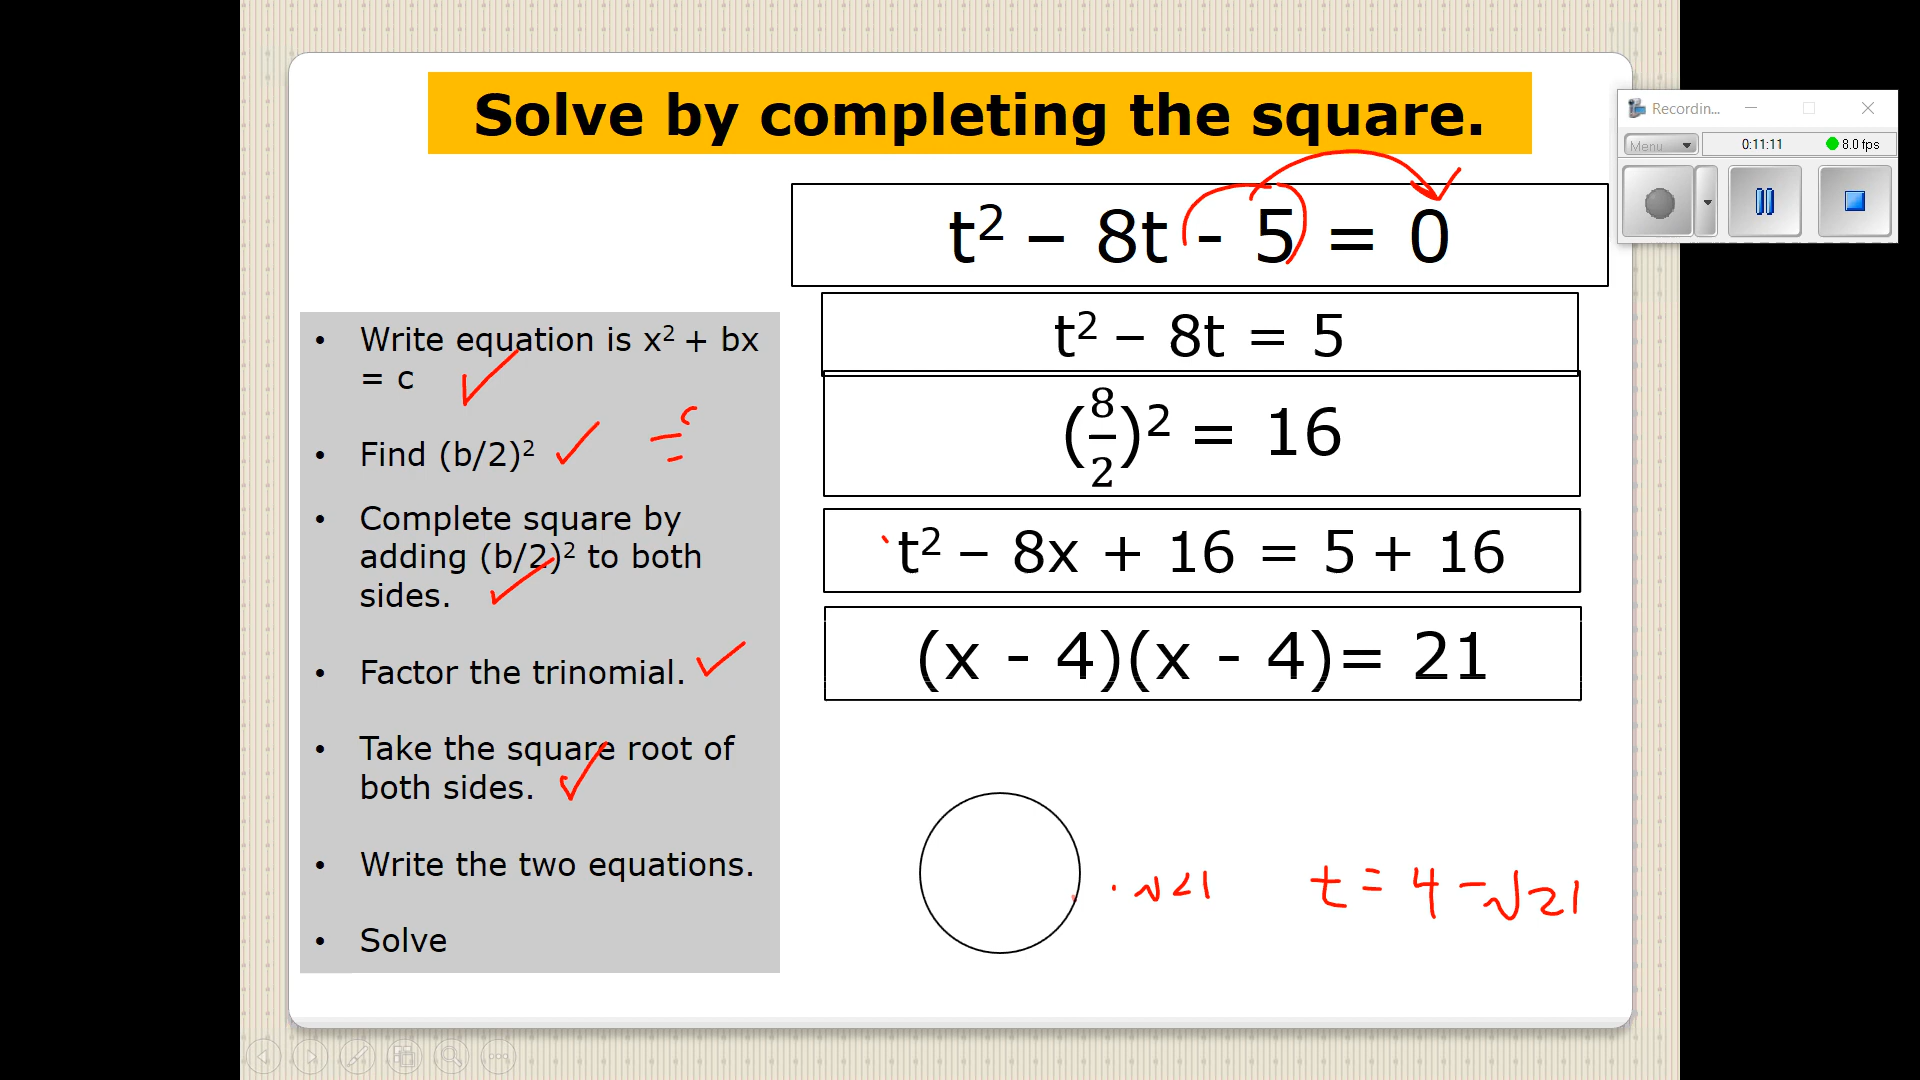 Solve by completing the square.
Recordin...
Menu
0:11:11
8.0 fps
t² – 8t - 5 = 0
t² – 8t = 5
(8/2)² = 16
t² – 8x + 16 = 5 + 16
(x - 4)(x - 4)= 21
• Write equation is x² + bx
= c
• Find (b/2)²
• Complete square by
adding (b/2)² to both
sides.
• Factor the trinomial.
• Take the square root of
both sides.
• Write the two equations.
• Solve
√21
t = 4 - √21